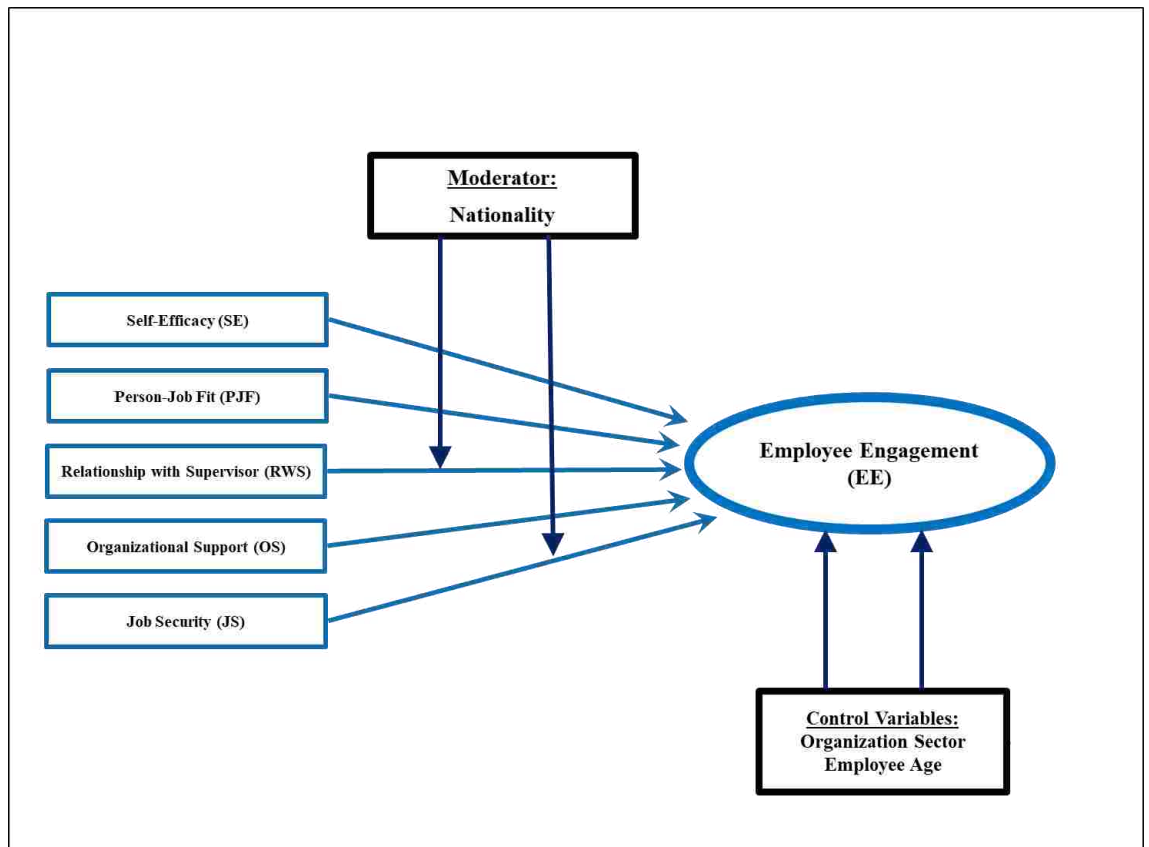 Moderator:
Nationality
Self-Efficacy (SE)
Person-Job Fit (PJF)
Relationship with Supervisor (RWS)
Organizational Support (OS)
Job Security (JS)
Employee Engagement
(EE)
Control Variables:
Organization Sector
Employee Age